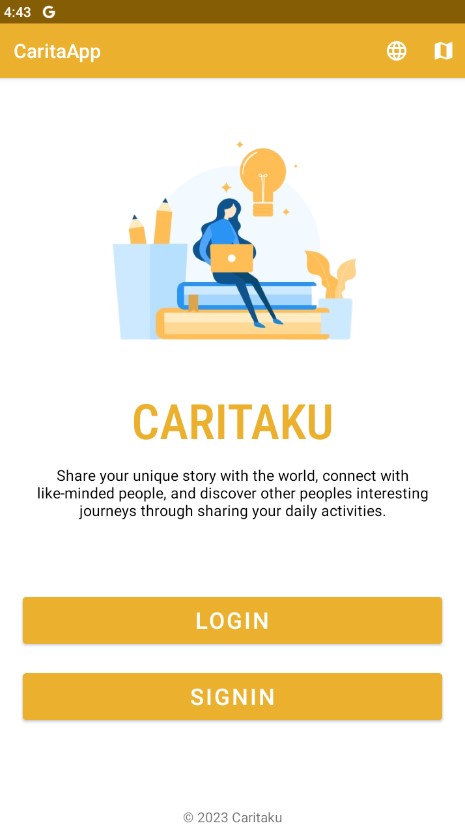 4:43 G
CaritaApp
CARITAKU
Share your unique story with the world, connect with
like-minded people, and discover other peoples interesting
journeys through sharing your daily activities.
LOGIN
SIGNIN
© 2023 Caritaku